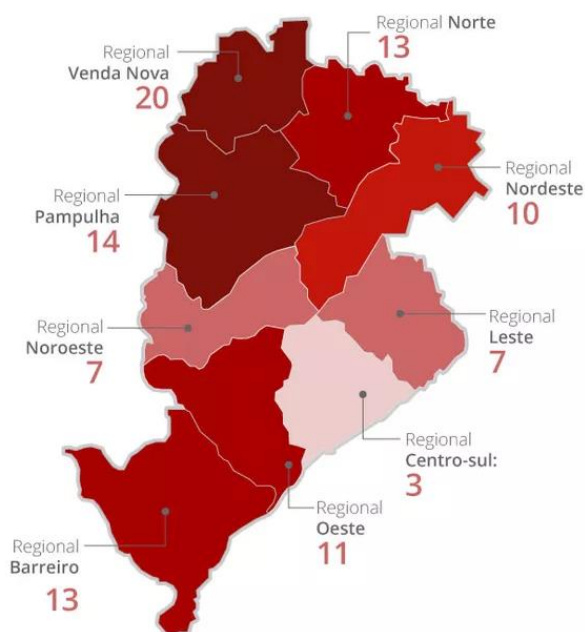 Regional
Venda Nova
20
Regional Norte
13
Regional
Nordeste
10
Regional
Pampulha
14
Regional
Noroeste
7
Regional
Leste
7
Regional
Centro-sul:
3
Regional
Oeste
11
Regional
Barreiro
13